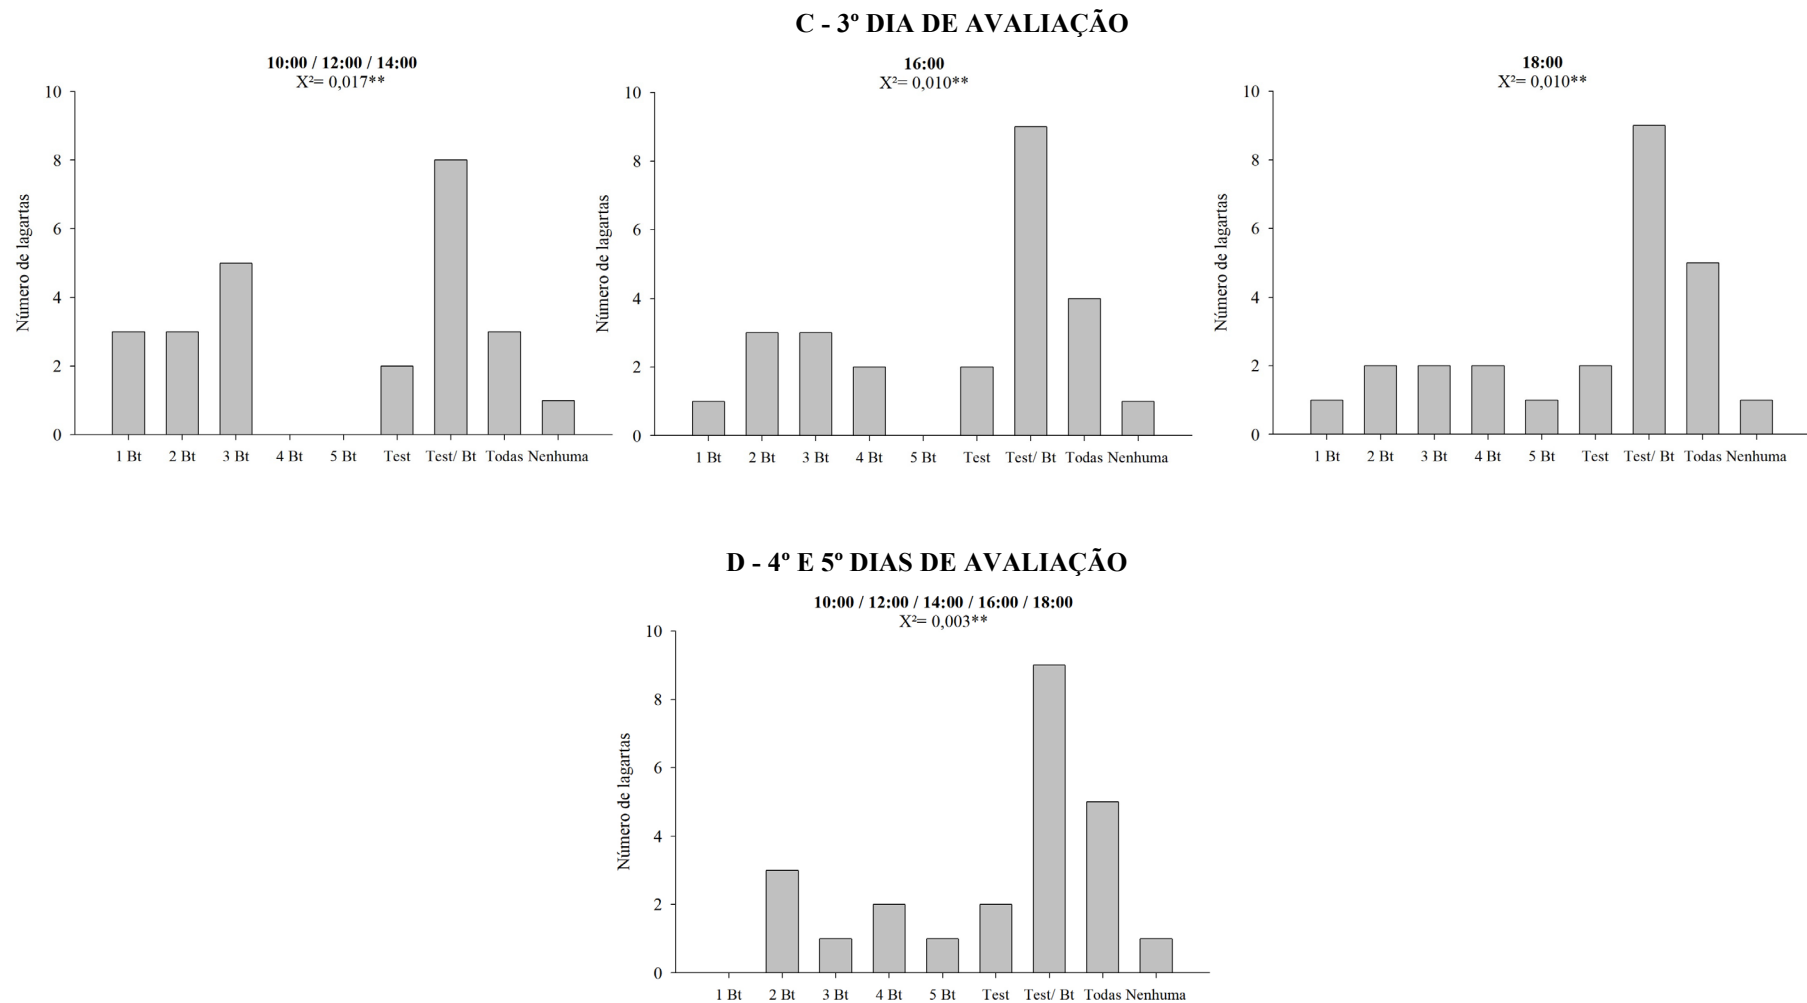 C - 3º DIA DE AVALIAÇÃO
10:00 / 12:00 / 14:00
X²= 0,017**
10
8
6
4
2
0
Número de lagartas
1 Bt 2 Bt 3 Bt 4 Bt 5 Bt Test Test/ Bt Todas Nenhuma
16:00
X²= 0,010**
10
8
6
4
2
0
Número de lagartas
1 Bt 2 Bt 3 Bt 4 Bt 5 Bt Test Test/ Bt Todas Nenhuma
18:00
X²= 0,010**
10
8
6
4
2
0
Número de lagartas
1 Bt 2 Bt 3 Bt 4 Bt 5 Bt Test Test/ Bt Todas Nenhuma
D - 4º E 5º DIAS DE AVALIAÇÃO
10:00 / 12:00 / 14:00 / 16:00 / 18:00
X²= 0,003**
10
8
6
4
2
0
Número de lagartas
1 Bt 2 Bt 3 Bt 4 Bt 5 Bt Test Test/ Bt Todas Nenhuma